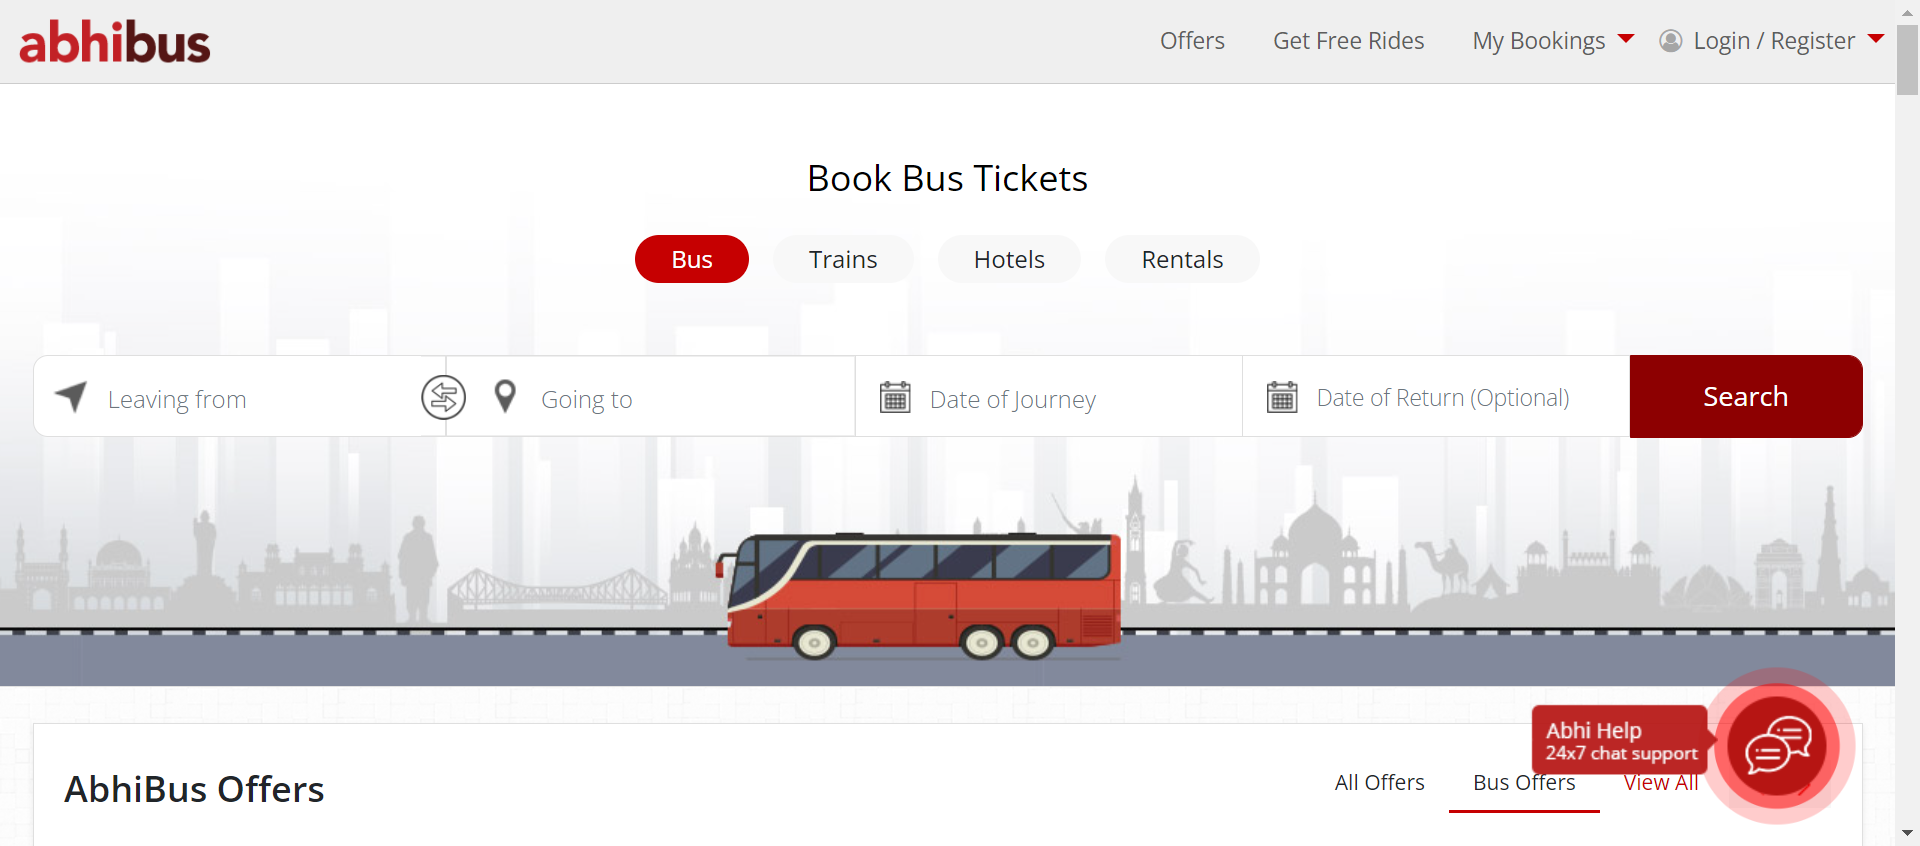 abhibus
Offers
Get Free Rides
My Bookings
Login / Register
Book Bus Tickets
Bus
Trains
Hotels
Rentals
Leaving from
Going to
Date of Journey
Date of Return (Optional)
Search
Abhi Help
24x7 chat support
AbhiBus Offers
All Offers
Bus Offers
View All